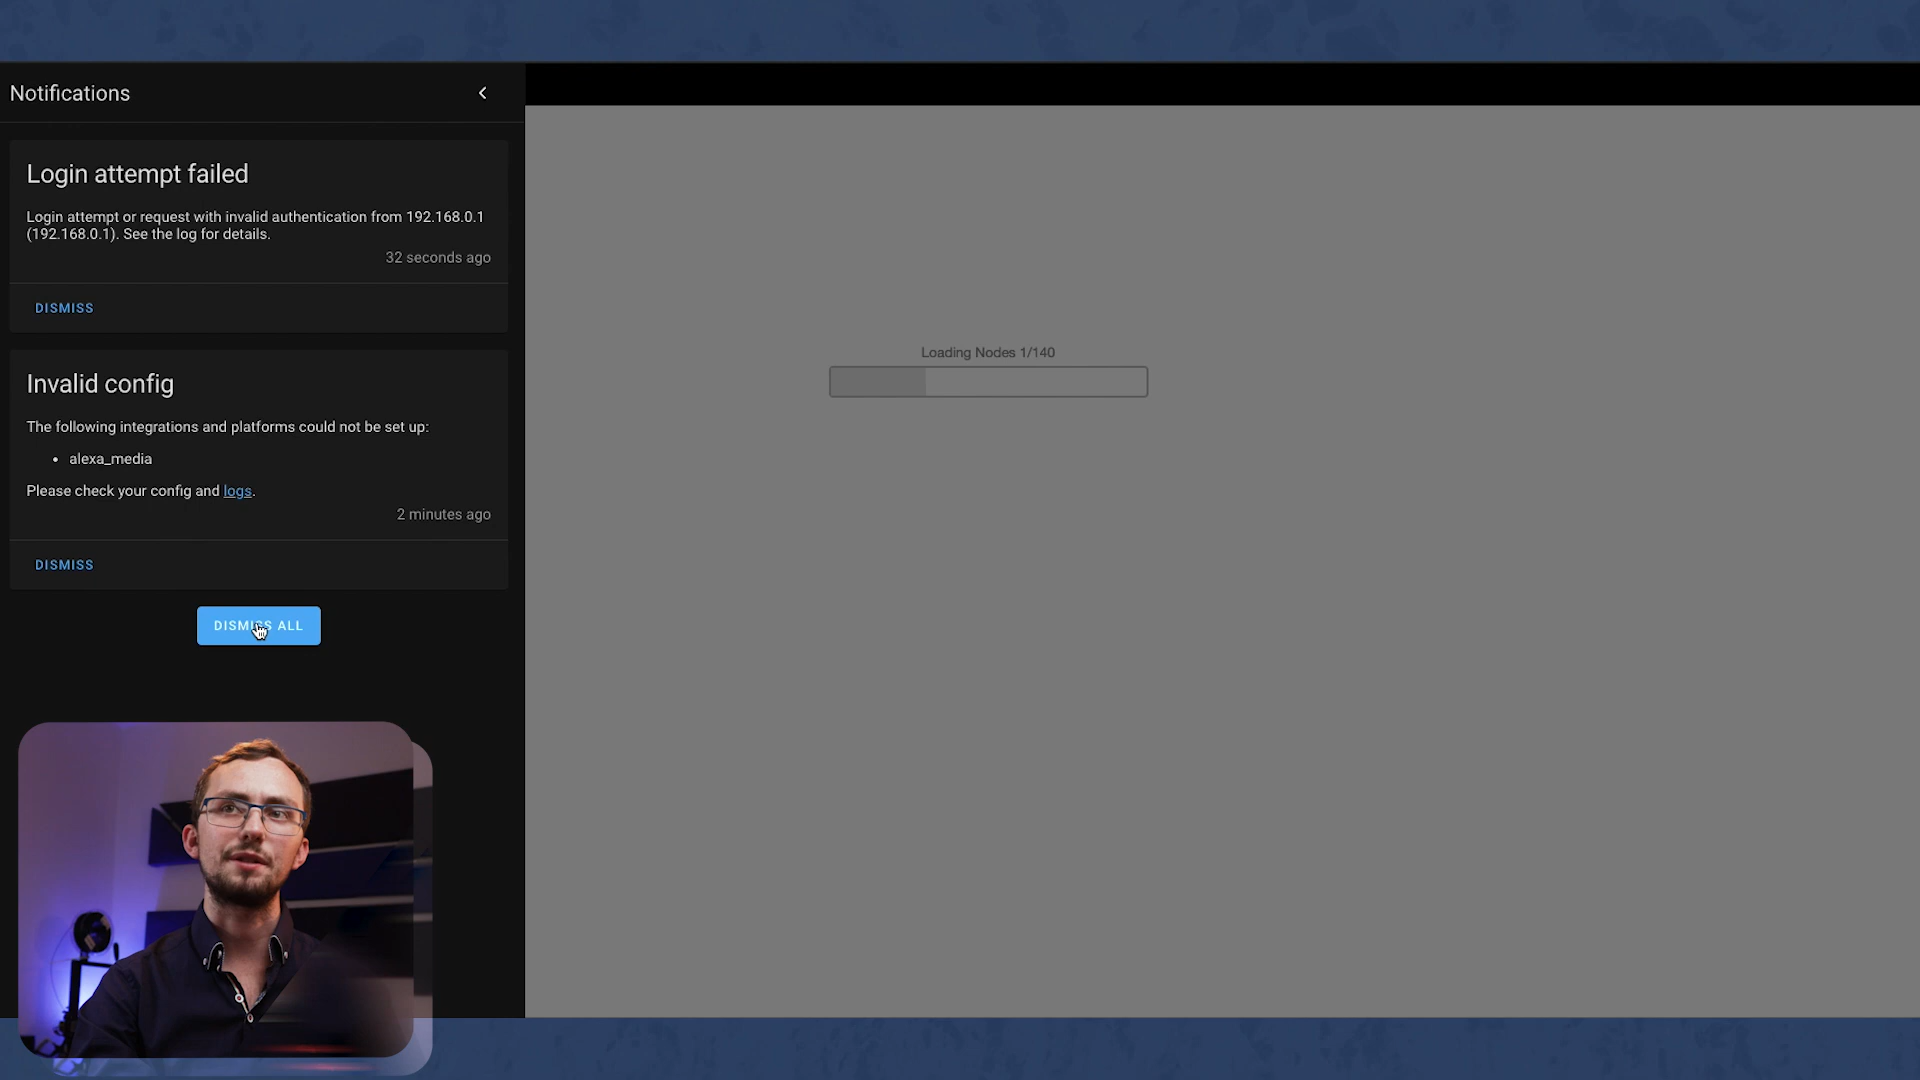 Notifications
Login attempt failed
Login attempt or request with invalid authentication from 192.168.0.1
(192.168.0.1). See the log for details.
32 seconds ago
DISMISS
Invalid config
The following integrations and platforms could not be set up:
• alexa_media
Please check your config and logs.
2 minutes ago
DISMISS
DISMISS ALL
Loading Nodes 1/140